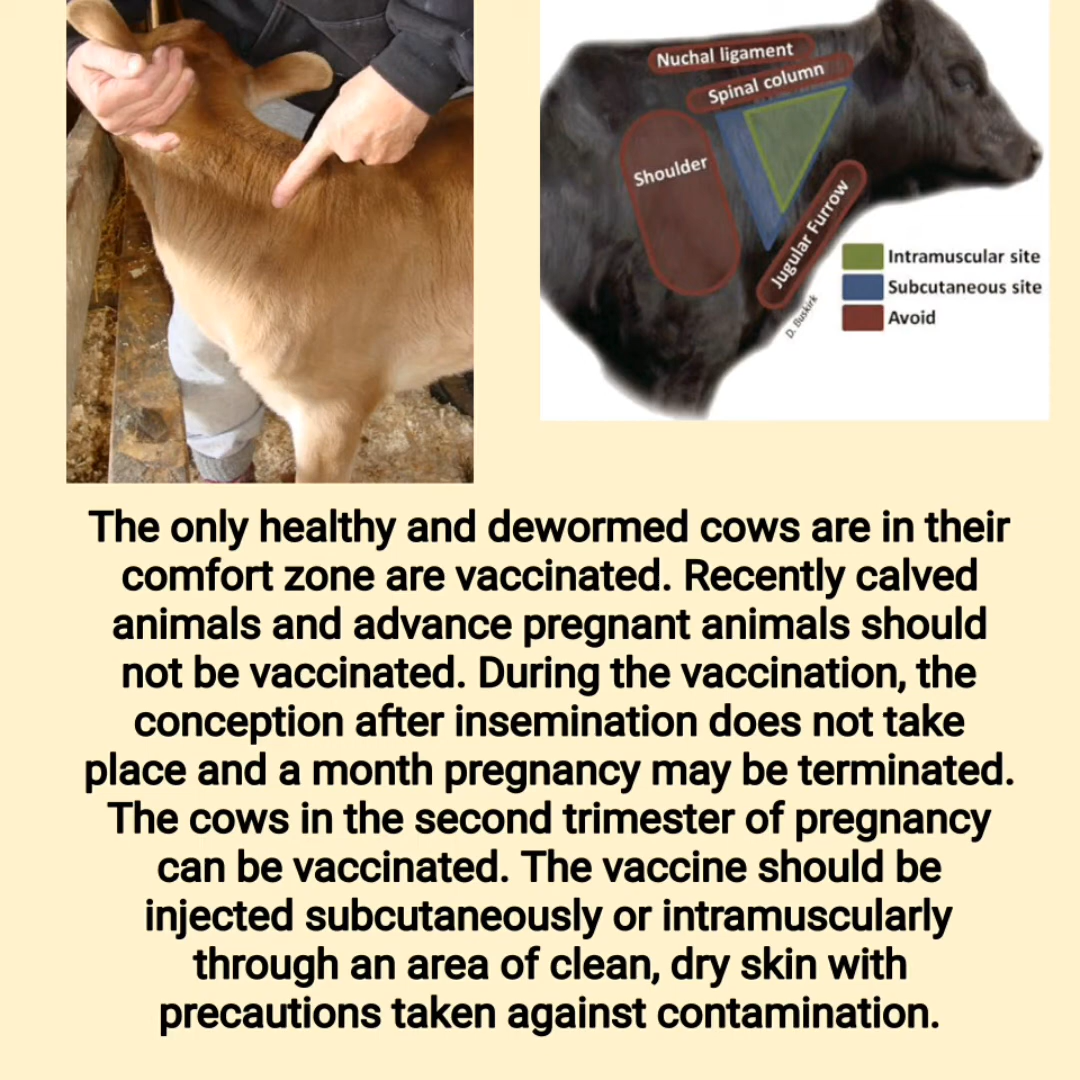 Nuchal ligament
Spinal column
Shoulder
Jugular Furrow
Intramuscular site
Subcutaneous site
Avoid
D. Buskirk
The only healthy and dewormed cows are in their
comfort zone are vaccinated. Recently calved
animals and advance pregnant animals should
not be vaccinated. During the vaccination, the
conception after insemination does not take
place and a month pregnancy may be terminated.
The cows in the second trimester of pregnancy
can be vaccinated. The vaccine should be
injected subcutaneously or intramuscularly
through an area of clean, dry skin with
precautions taken against contamination.